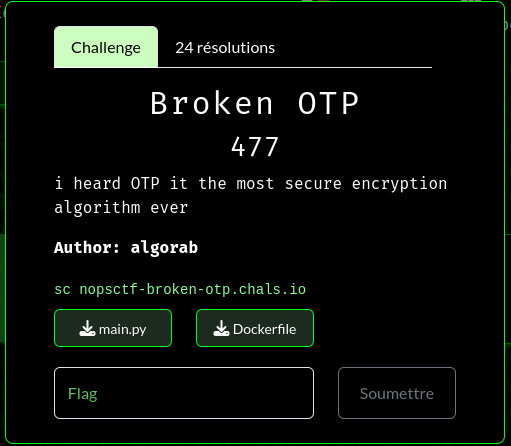 Challenge
24 résolutions
Broken OTP
477
i heard OTP it the most secure encryption
algorithm ever
Author: algorab
sc nopsctf-broken-otp.chals.io
main.py
Dockerfile
Flag
Soumettre